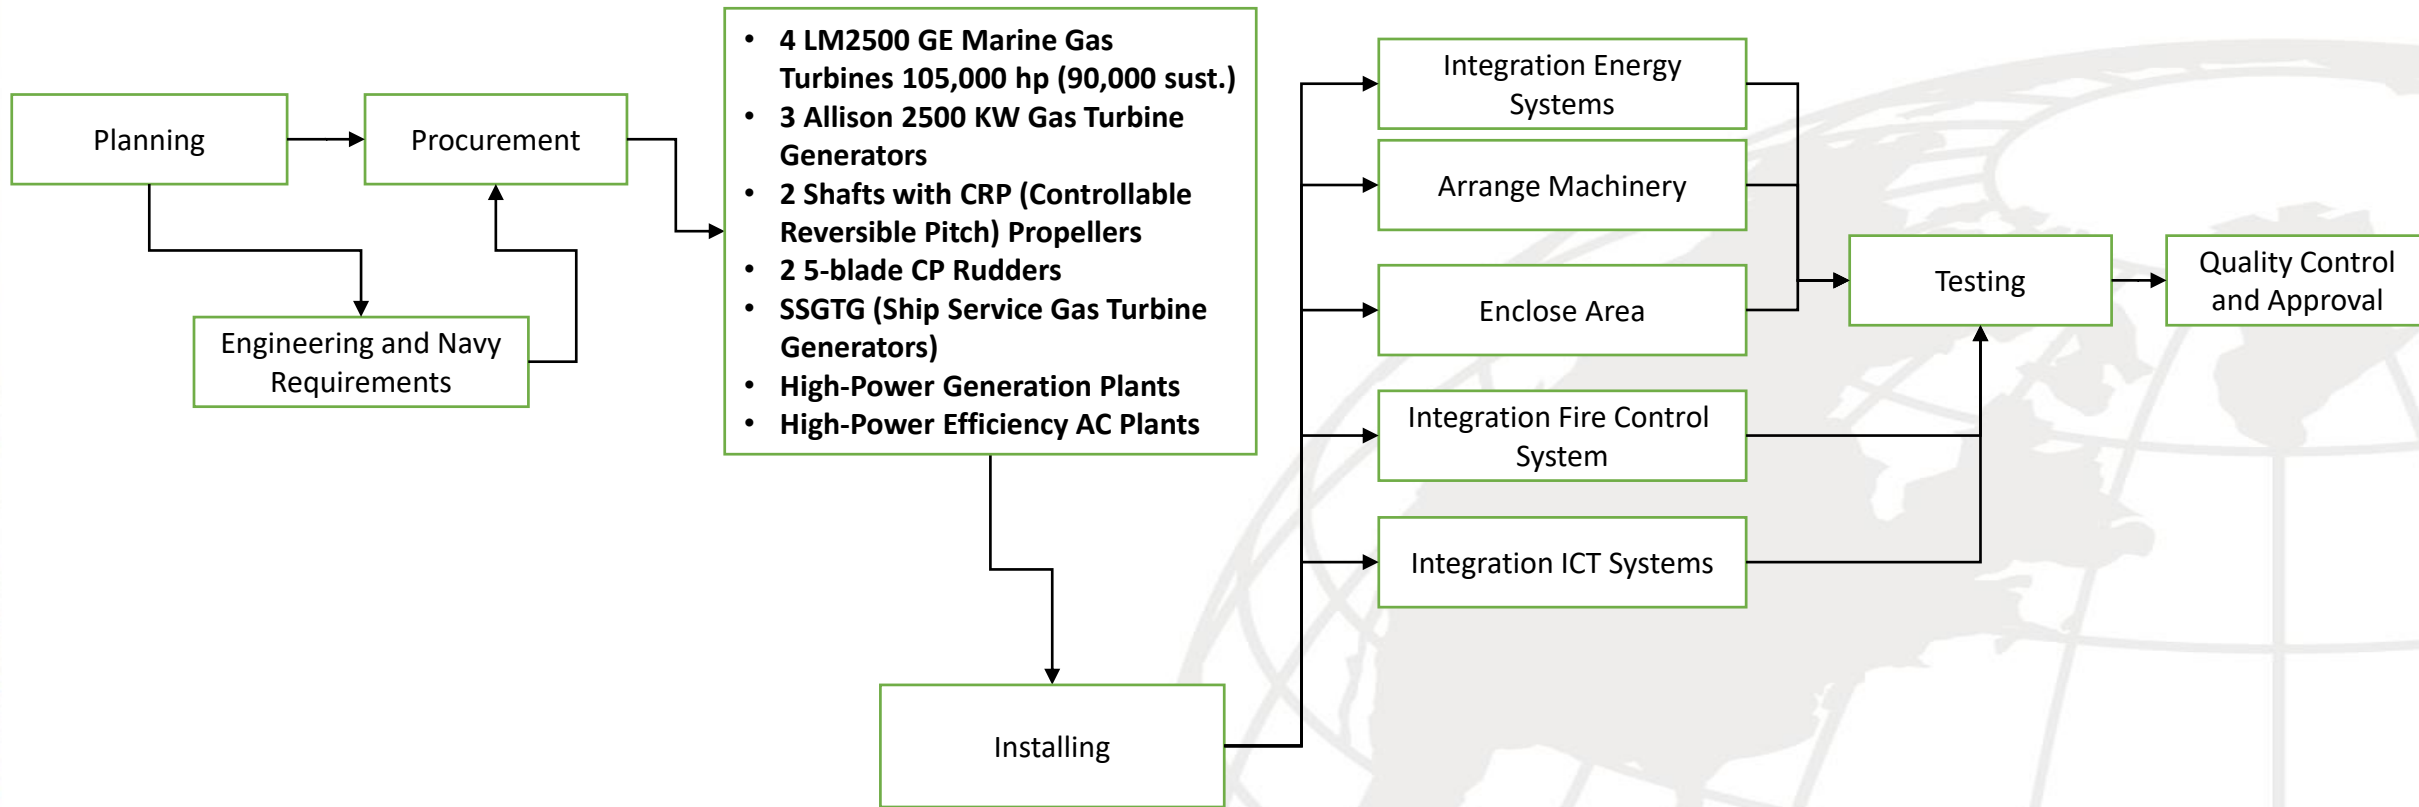 Planning
Procurement
Engineering and Navy
Requirements
• 4 LM2500 GE Marine Gas
Turbines 105,000 hp (90,000 sust.)
• 3 Allison 2500 KW Gas Turbine
Generators
• 2 Shafts with CRP (Controllable
Reversible Pitch) Propellers
• 2 5-blade CP Rudders
• SSGTG (Ship Service Gas Turbine
Generators)
• High-Power Generation Plants
• High-Power Efficiency AC Plants
Installing
Integration Energy
Systems
Arrange Machinery
Enclose Area
Integration Fire Control
System
Integration ICT Systems
Testing
Quality Control
and Approval